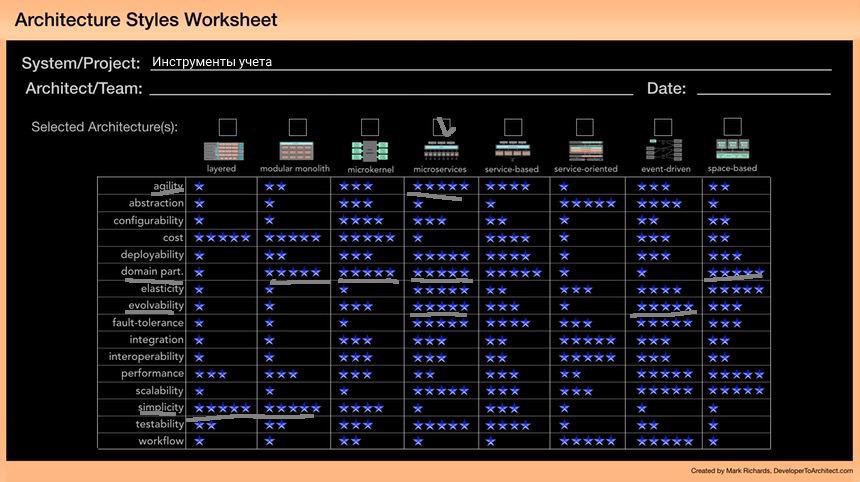 Architecture Styles Worksheet
System/Project: Инструменты учета
Architect/Team: Date:
Selected Architecture(s):
layered modular monolith microkernel microservices service-based service-oriented event-driven space-based
agility ★ ★★ ★★★ ★★★★★ ★★★★ ★ ★★★ ★★
abstraction ★ ★ ★★★ ★ ★ ★★★★★ ★★★★ ★
configurability ★ ★ ★★★★ ★★★ ★★ ★ ★★ ★★
cost ★★★★★ ★★★★★ ★★★★★ ★ ★★★★ ★ ★★★ ★★
deployability ★ ★★ ★★★ ★★★★★ ★★★★ ★ ★★★ ★★★
domain part. ★ ★★★★★ ★★★★★ ★★★★★ ★★★★★ ★ ★ ★★★★★
elasticity ★ ★ ★ ★★★★★ ★★ ★★★ ★★★★ ★★★★★
evolvability ★ ★ ★★★ ★★★★★ ★★★ ★ ★★★★★ ★★★
fault-tolerance ★ ★ ★ ★★★★★ ★★★★ ★★★ ★★★★★ ★★★
integration ★ ★ ★★★ ★★★ ★★ ★★★★★ ★★★ ★★
interoperability ★ ★ ★★★ ★★★ ★★ ★★★★★ ★★★ ★★
performance ★★★ ★★★ ★★★ ★★ ★★★ ★★ ★★★★★ ★★★★★
scalability ★ ★ ★ ★★★★★ ★★★ ★★★ ★★★★★ ★★★★★
simplicity ★★★★★ ★★★★★ ★★★★ ★ ★★★ ★ ★ ★
testability ★★ ★★ ★★★ ★★★★★ ★★★★ ★ ★★ ★
workflow ★ ★ ★★ ★ ★ ★★★★★ ★★★★★ ★
Created by Mark Richards, DeveloperToArchitect.com